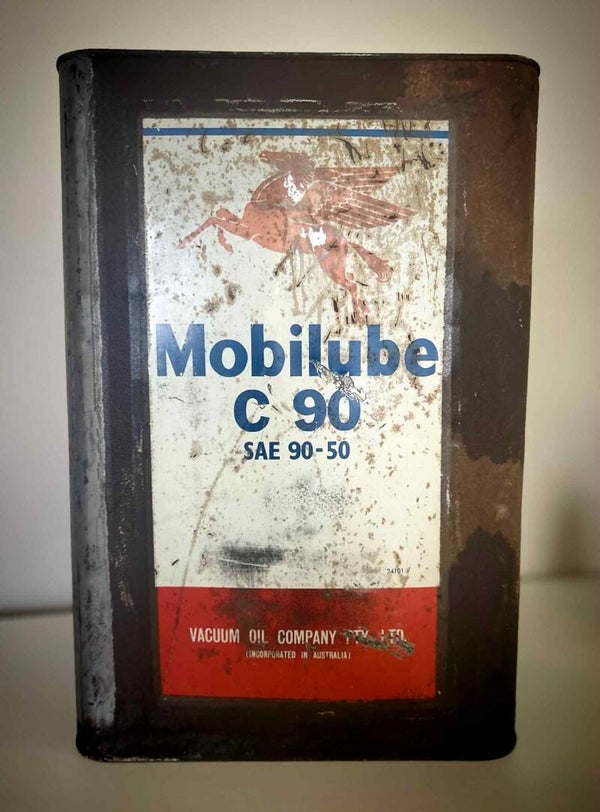 Mobilube
C 90
SAE 90-50
VACUUM OIL COMPANY PTY. LTD.
(INCORPORATED IN AUSTRALIA)